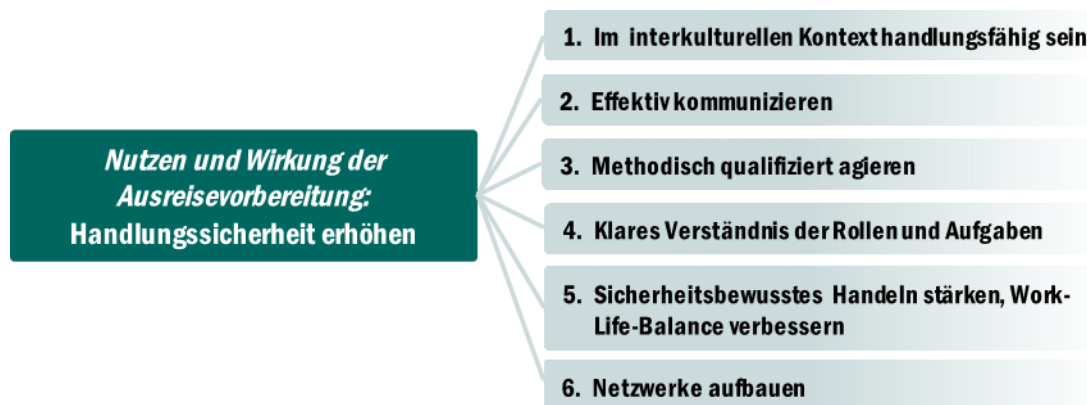 Nutzen und Wirkung der
Ausreisevorbereitung:
Handlungssicherheit erhöhen
1. Im interkulturellen Kontext handlungsfähig sein
2. Effektiv kommunizieren
3. Methodisch qualifiziert agieren
4. Klares Verständnis der Rollen und Aufgaben
5. Sicherheitsbewusstes Handeln stärken, Work-
Life-Balance verbessern
6. Netzwerke aufbauen